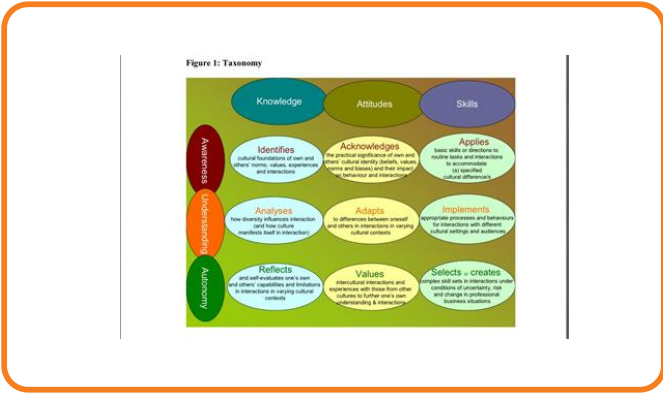 Figure 1: Taxonomy
Knowledge
Attitudes
Skills
Awareness
Identifies
cultural foundations of own and
others' norms, values, experiences
and interactions
Acknowledges
the practical significance of own and
others' cultural identity (beliefs, values,
norms and biases) and their impact
on behaviour and interactions
Applies
basic skills or directions to
routine tasks and interactions
to accommodate
(a) specified
cultural difference/s
Understanding
Analyses
how diversity influences interaction
(and how culture
manifests itself in interaction)
Adapts
to differences between oneself
and others in interactions in varying
cultural contexts
Implements
appropriate processes and behaviours
for interactions with different
cultural settings and audiences
Autonomy
Reflects
and self-evaluates one's own
and others' capabilities and limitations
in interactions in varying cultural
contexts
Values
intercultural interactions and
experiences with those from other
cultures to further one's own
understanding & interactions
Selects or creates
complex skill sets in interactions under
conditions of uncertainty, risk
and change in professional
business situations